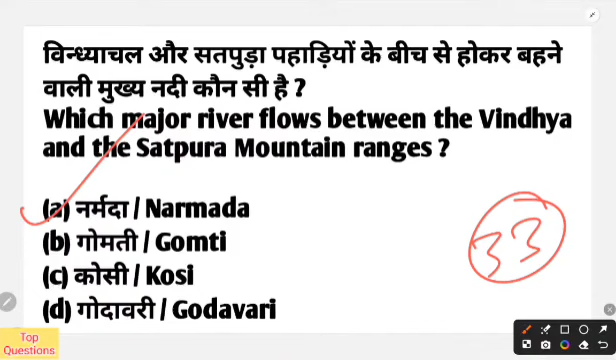 विन्ध्याचल और सतपुड़ा पहाड़ियों के बीच से होकर बहने
वाली मुख्य नदी कौन सी है ?
Which major river flows between the Vindhya
and the Satpura Mountain ranges ?
(a) नर्मदा / Narmada
(b) गोमती / Gomti
(c) कोसी / Kosi
(d) गोदावरी / Godavari
33
Top
Questions